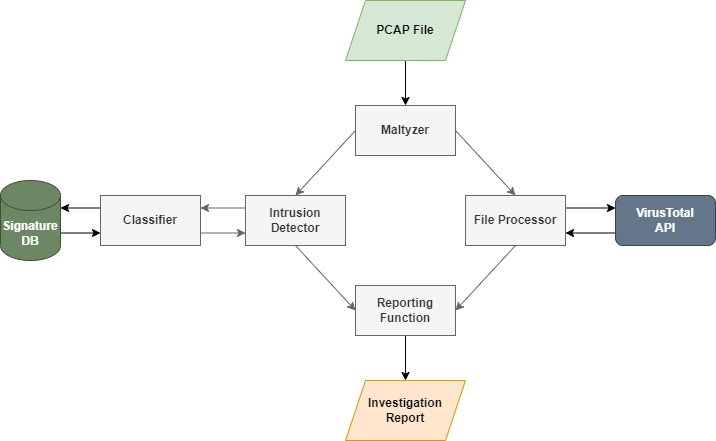 PCAP File
Maltyzer
Signature
DB
Classifier
Intrusion
Detector
File Processor
VirusTotal
API
Reporting
Function
Investigation
Report